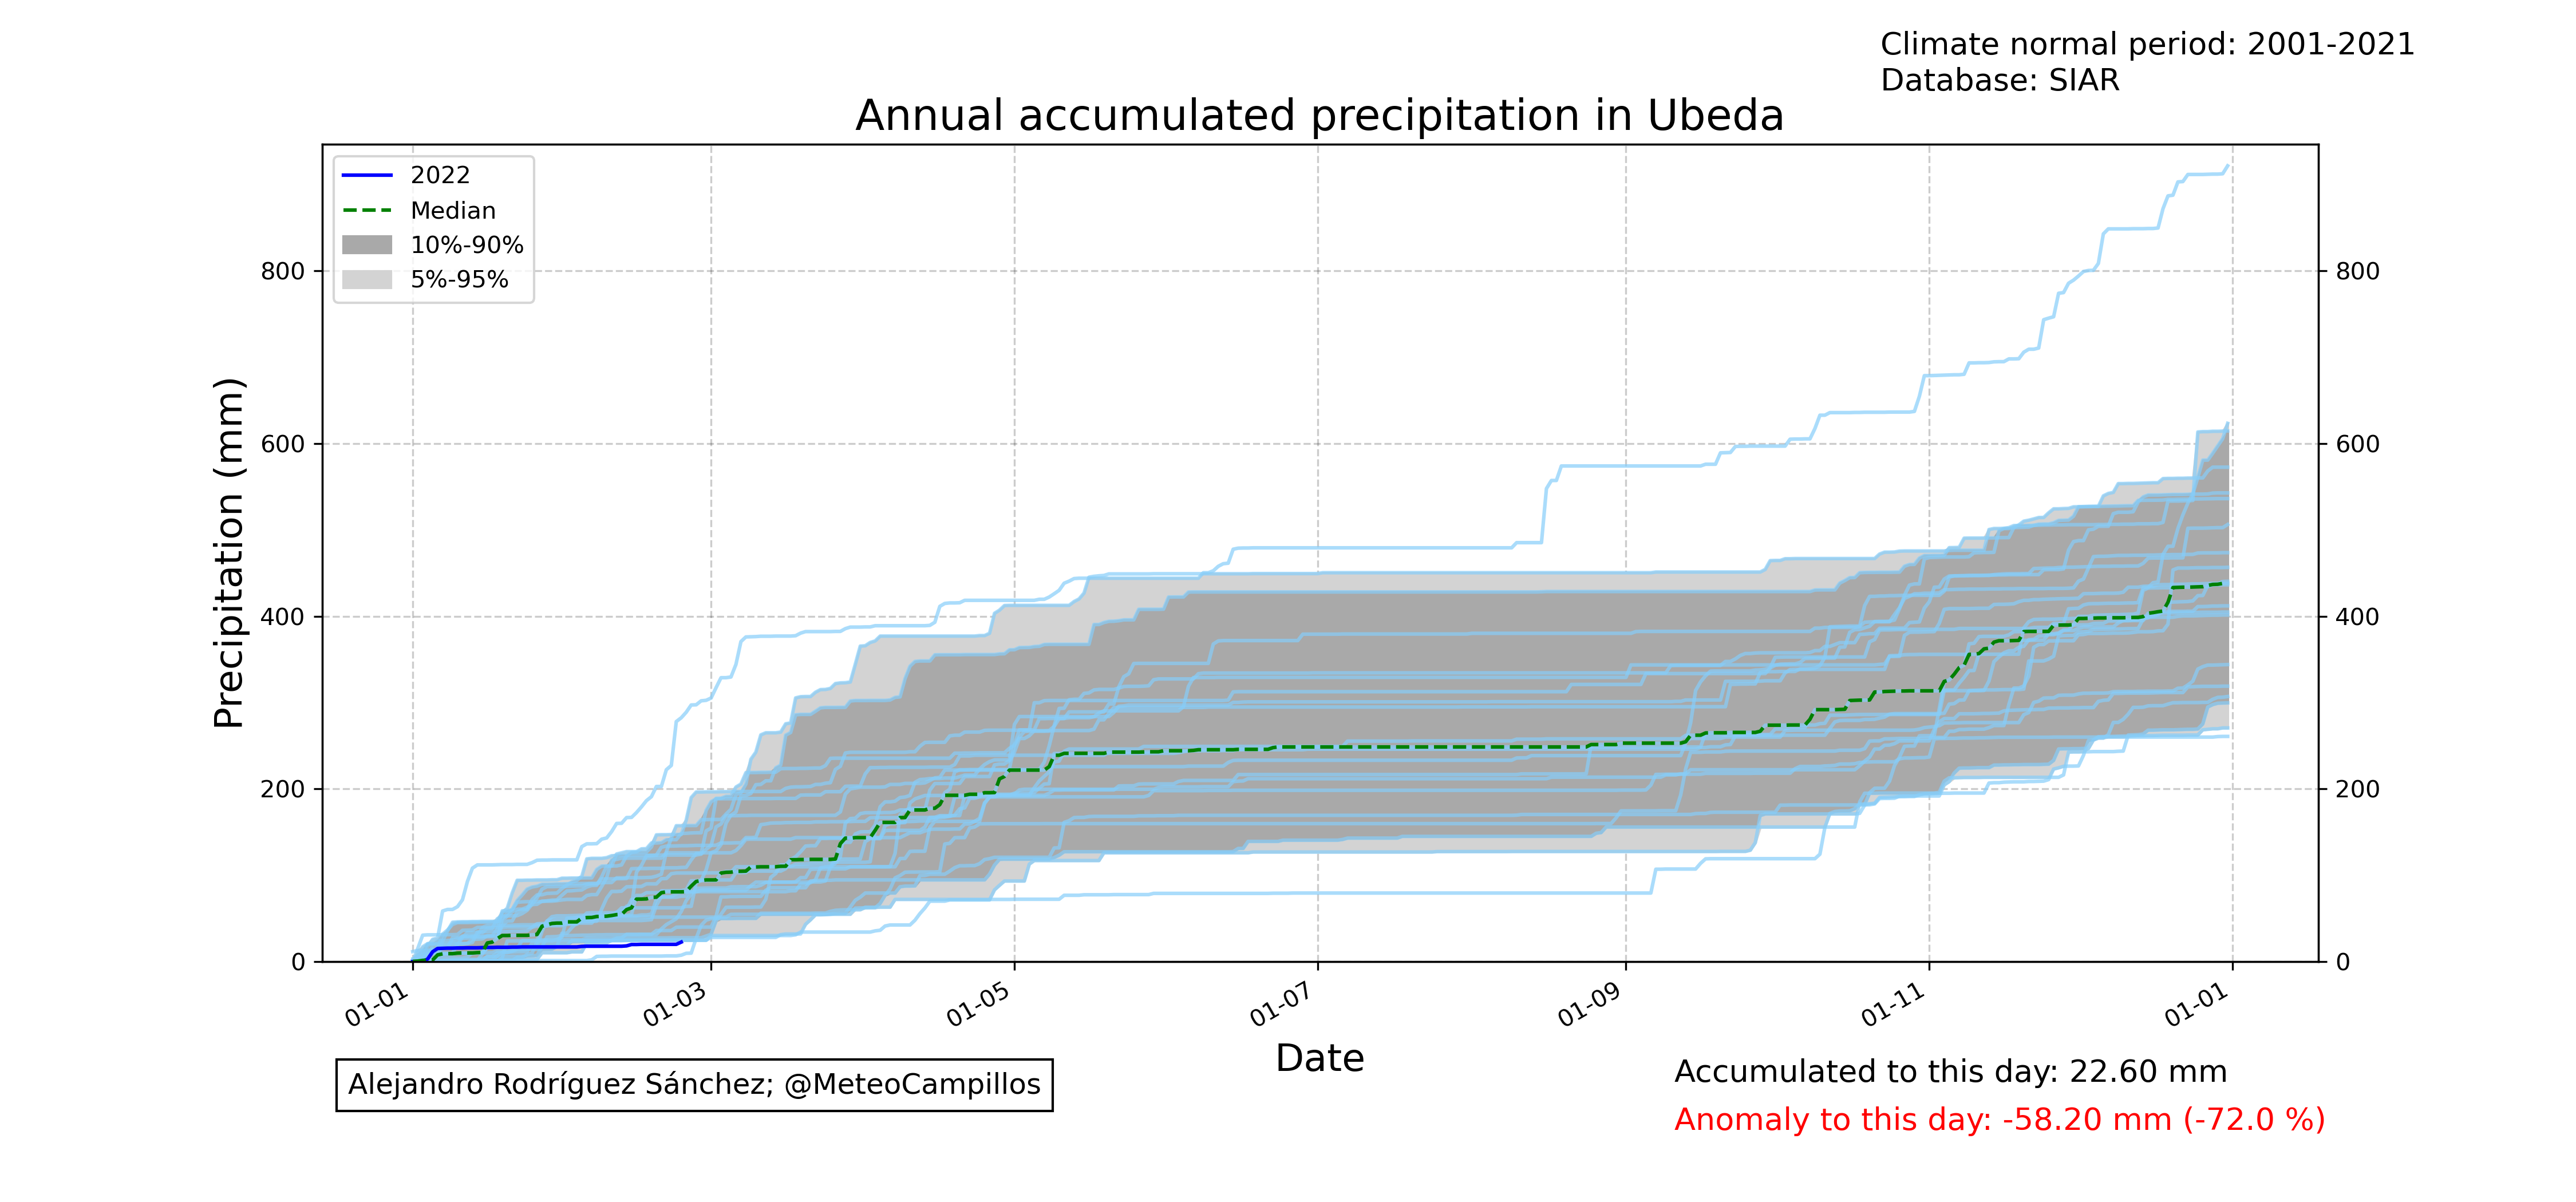 Climate normal period: 2001-2021
Database: SIAR
Annual accumulated precipitation in Ubeda
2022
Median
10%-90%
5%-95%
Precipitation (mm)
800
600
400
200
0
800
600
400
200
0
01-01
01-03
01-05
01-07
01-09
01-11
01-01
Date
Alejandro Rodríguez Sánchez; @MeteoCampillos
Accumulated to this day: 22.60 mm
Anomaly to this day: -58.20 mm (-72.0 %)